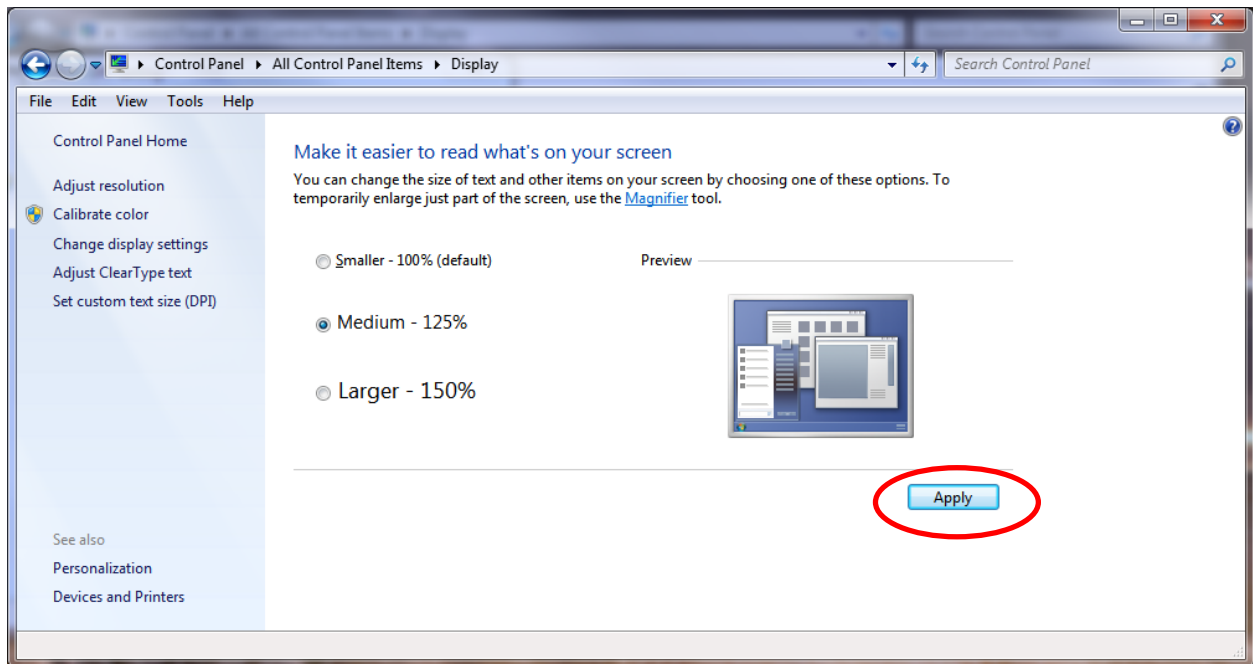 Control Panel ▸ All Control Panel Items ▸ Display
Search Control Panel
File Edit View Tools Help
Control Panel Home
Adjust resolution
Calibrate color
Change display settings
Adjust ClearType text
Set custom text size (DPI)
See also
Personalization
Devices and Printers
Make it easier to read what's on your screen
You can change the size of text and other items on your screen by choosing one of these options. To
temporarily enlarge just part of the screen, use the Magnifier tool.
Smaller - 100% (default)
Medium - 125%
Larger - 150%
Preview
Apply